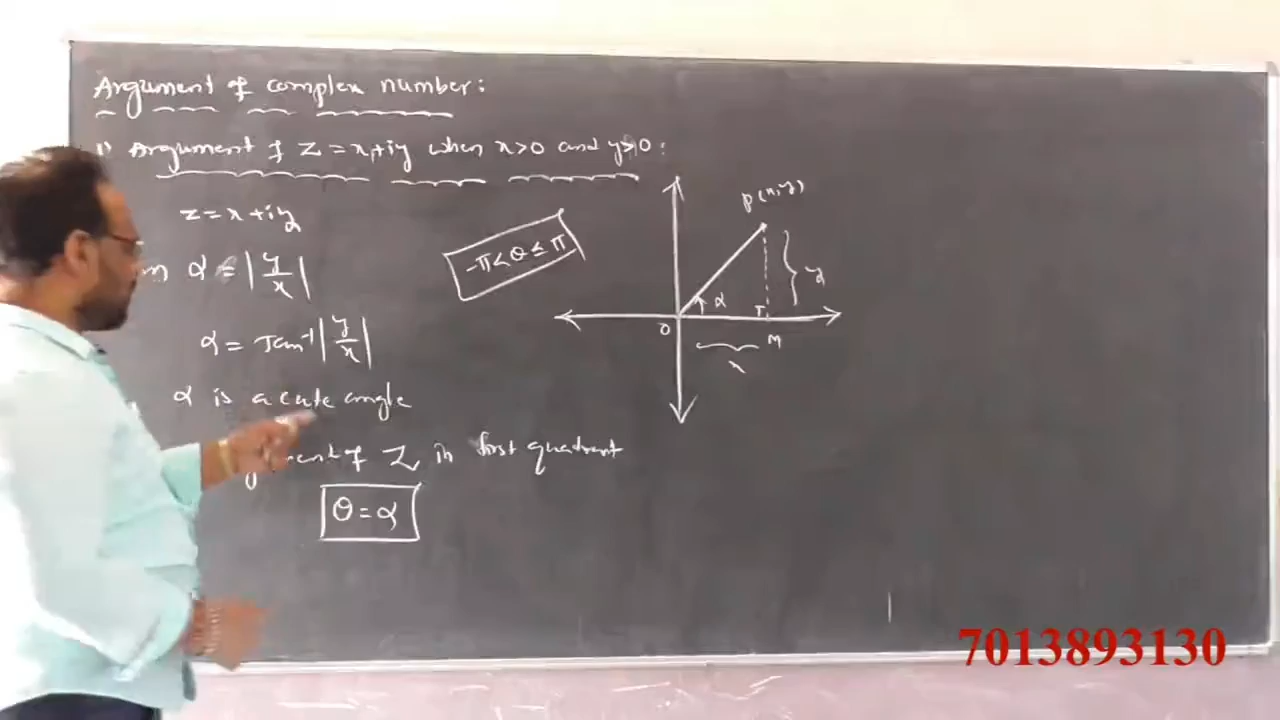 Argument of complex number:
1) Argument of z = x+iy when x>0 and y>0 :
z = x+iy
-π<θ≤π
P(x,y)
α = |y/x|
y
α
α = Tan⁻¹|y/x|
O
M
x
α is acute angle
of Z in first quadrant
θ = α
7013893130